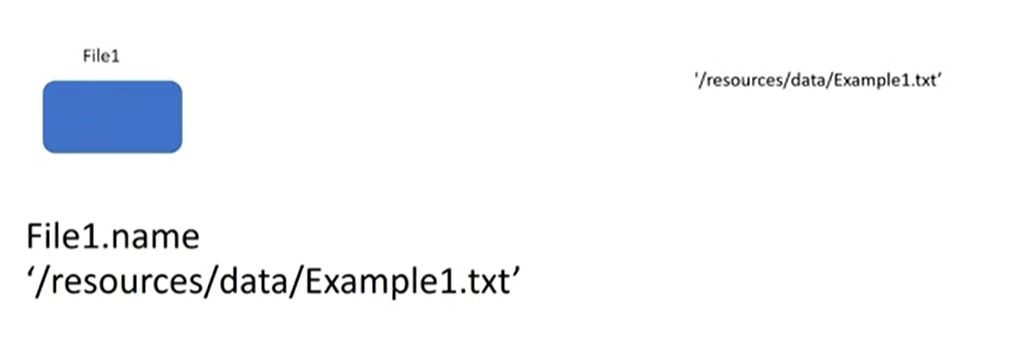 File1
'/resources/data/Example1.txt’
File1.name
‘/resources/data/Example1.txt’